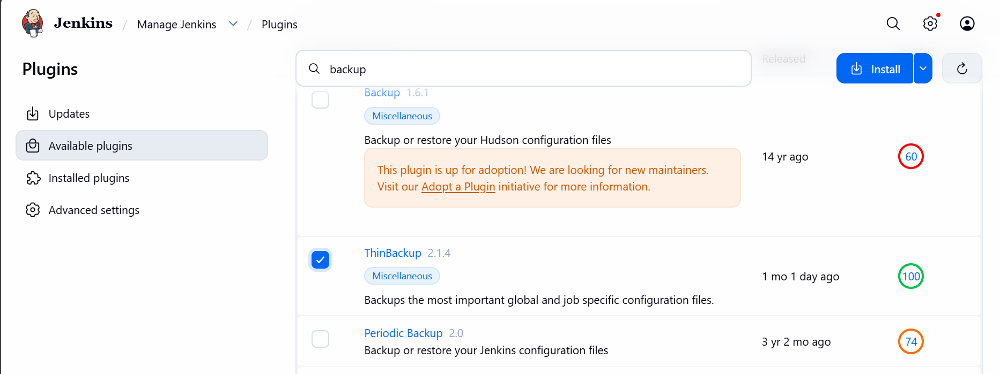 Jenkins / Manage Jenkins / Plugins
Plugins
Updates
Available plugins
Installed plugins
Advanced settings
backup
Released
Install
Backup 1.6.1
Miscellaneous
Backup or restore your Hudson configuration files
This plugin is up for adoption! We are looking for new maintainers.
Visit our Adopt a Plugin initiative for more information.
14 yr ago
60
ThinBackup 2.1.4
Miscellaneous
Backups the most important global and job specific configuration files.
1 mo 1 day ago
100
Periodic Backup 2.0
Backup or restore your Jenkins configuration files
3 yr 2 mo ago
74